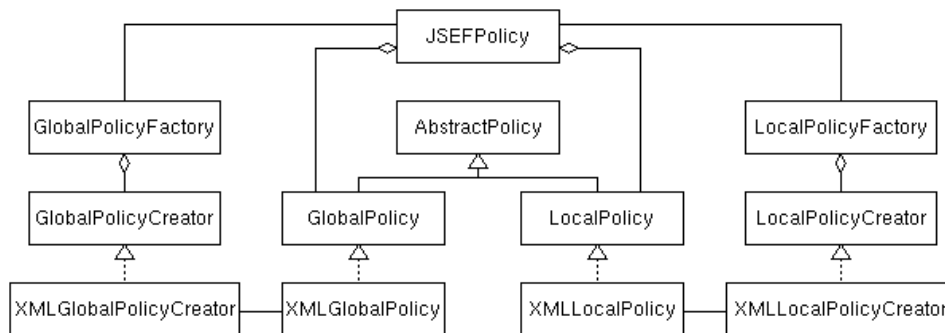 JSEFPolicy
GlobalPolicyFactory
AbstractPolicy
LocalPolicyFactory
GlobalPolicyCreator
GlobalPolicy
LocalPolicy
LocalPolicyCreator
XMLGlobalPolicyCreator
XMLGlobalPolicy
XMLLocalPolicy
XMLLocalPolicyCreator